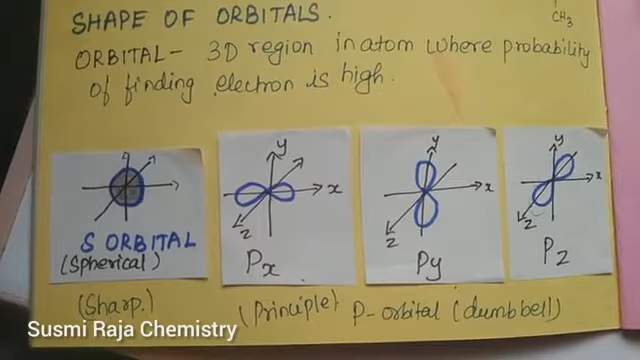 SHAPE OF ORBITALS.
CH3
ORBITAL- 3D region in atom where probability
of finding electron is high.
y
x
z
y
x
z
y
x
z
S ORBITAL
(Spherical)
Px
Py
Pz
(Sharp.)
(Principle) P-orbital (dumbbell)
Susmi Raja Chemistry